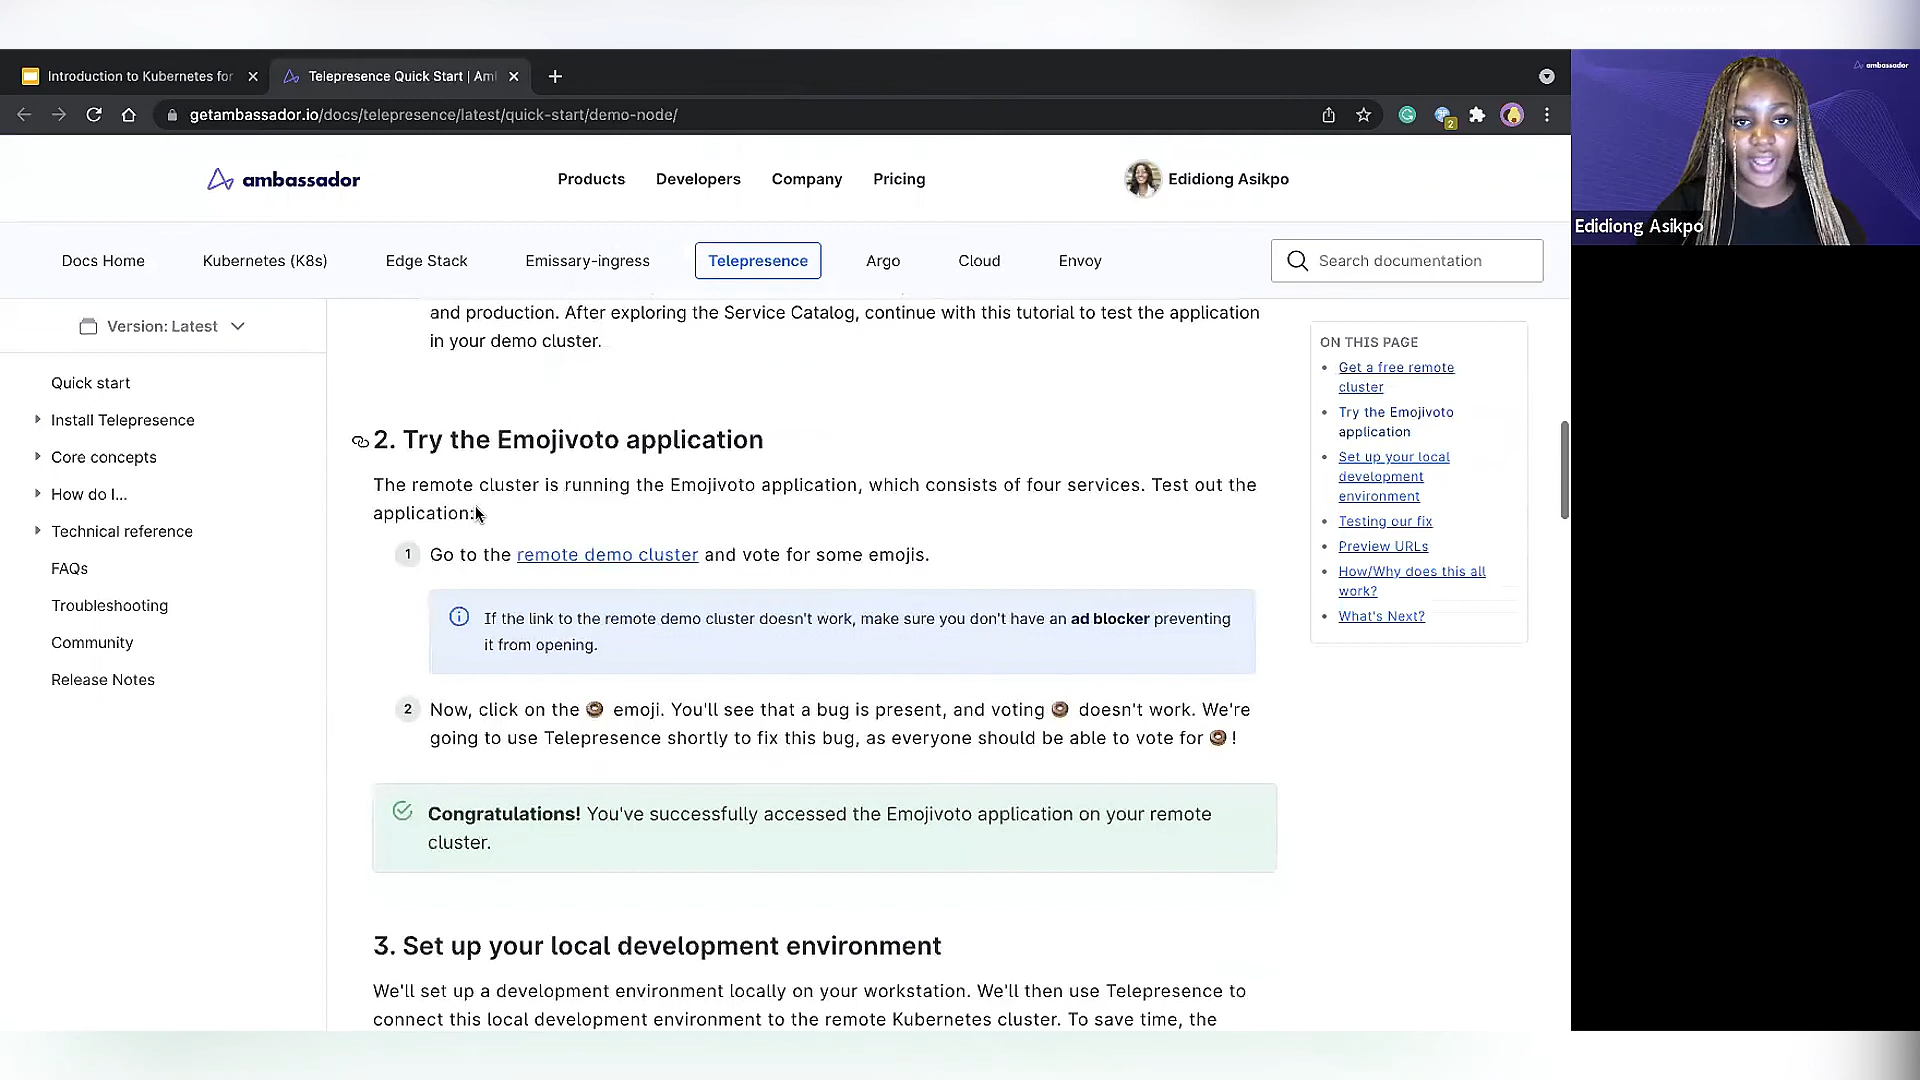 Introduction to Kubernetes for
Telepresence Quick Start | Am
getambassador.io/docs/telepresence/latest/quick-start/demo-node/
2
ambassador
Products
Developers
Company
Pricing
Edidiong Asikpo
Docs Home
Kubernetes (K8s)
Edge Stack
Emissary-ingress
Telepresence
Argo
Cloud
Envoy
Search documentation
Version: Latest
Quick start
Install Telepresence
Core concepts
How do I...
Technical reference
FAQs
Troubleshooting
Community
Release Notes
and production. After exploring the Service Catalog, continue with this tutorial to test the application
in your demo cluster.
2. Try the Emojivoto application
The remote cluster is running the Emojivoto application, which consists of four services. Test out the
application:
1 Go to the remote demo cluster and vote for some emojis.
If the link to the remote demo cluster doesn't work, make sure you don't have an ad blocker preventing
it from opening.
2 Now, click on the 🍩 emoji. You'll see that a bug is present, and voting 🍩 doesn't work. We're
going to use Telepresence shortly to fix this bug, as everyone should be able to vote for 🍩 !
Congratulations! You've successfully accessed the Emojivoto application on your remote
cluster.
3. Set up your local development environment
We'll set up a development environment locally on your workstation. We'll then use Telepresence to
connect this local development environment to the remote Kubernetes cluster. To save time, the
ON THIS PAGE
Get a free remote
cluster
Try the Emojivoto
application
Set up your local
development
environment
Testing our fix
Preview URLs
How/Why does this all
work?
What's Next?
ambassador
Edidiong Asikpo